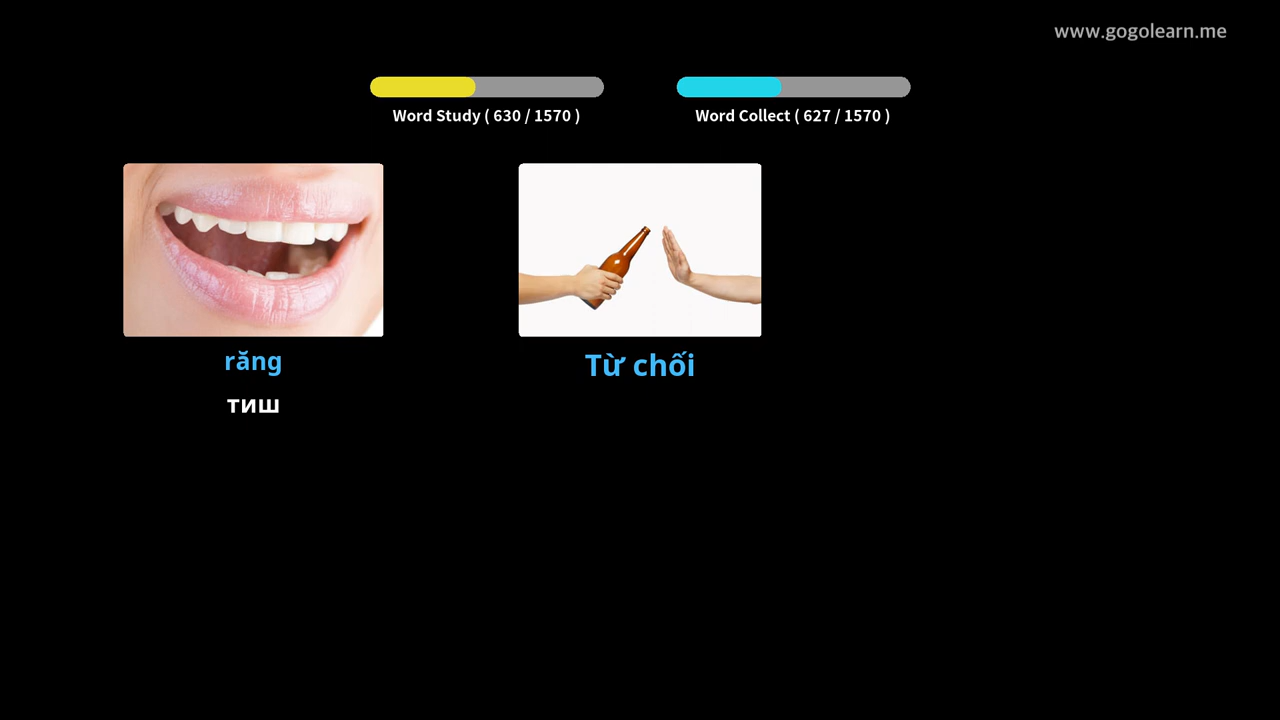 www.gogolearn.me
Word Study ( 630 / 1570 )
Word Collect ( 627 / 1570 )
răng
тиш
Từ chối